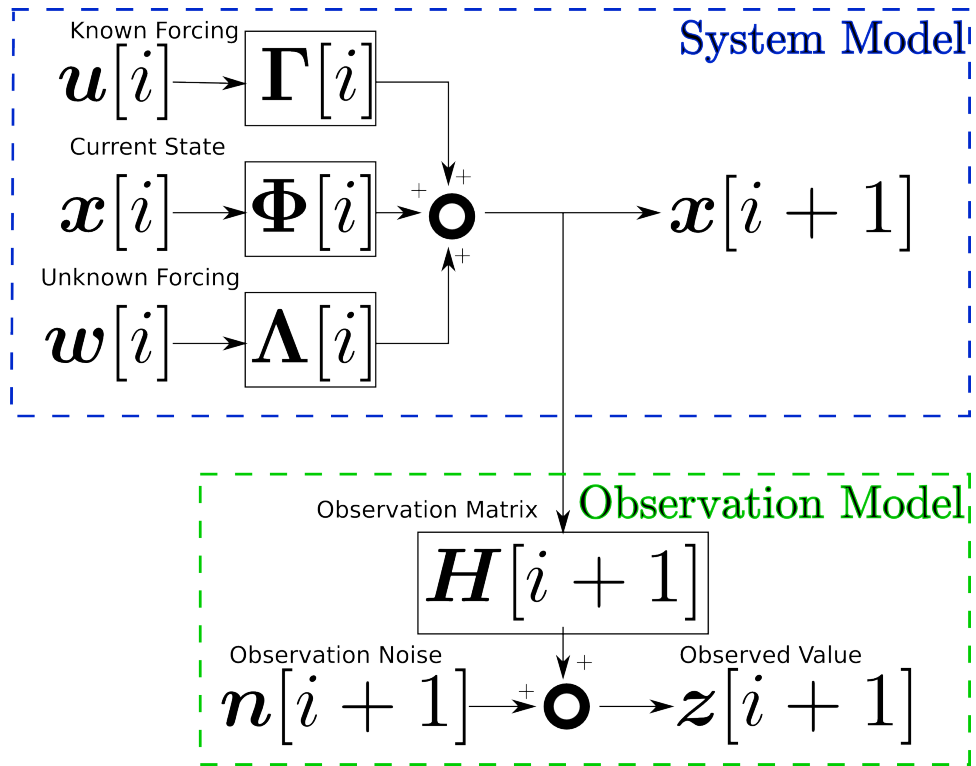 System Model
Known Forcing
u[i] Γ[i]
+
Current State
+
x[i] Φ[i] x[i + 1]
+
Unknown Forcing
w[i] Λ[i]
Observation Model
Observation Matrix
H[i + 1]
Observation Noise
+
Observed Value
+
n[i + 1] z[i + 1]